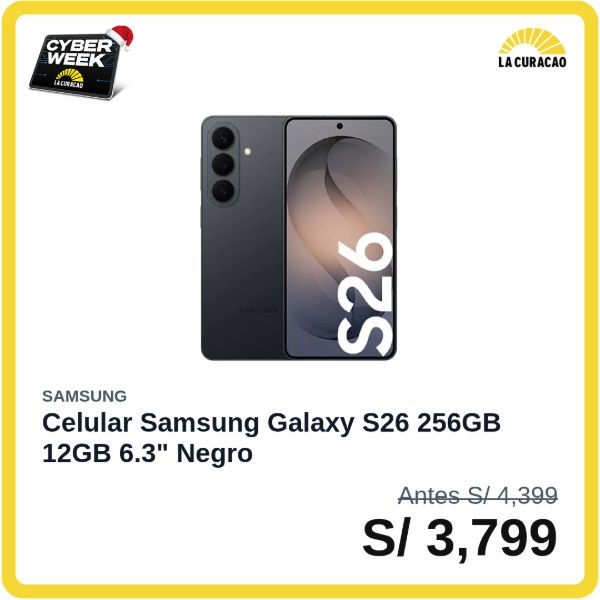 CYBER
WEEK
LA CURACAO
LA CURACAO
SAMSUNG
S26
SAMSUNG
Celular Samsung Galaxy S26 256GB
12GB 6.3" Negro
Antes S/ 4,399
S/ 3,799